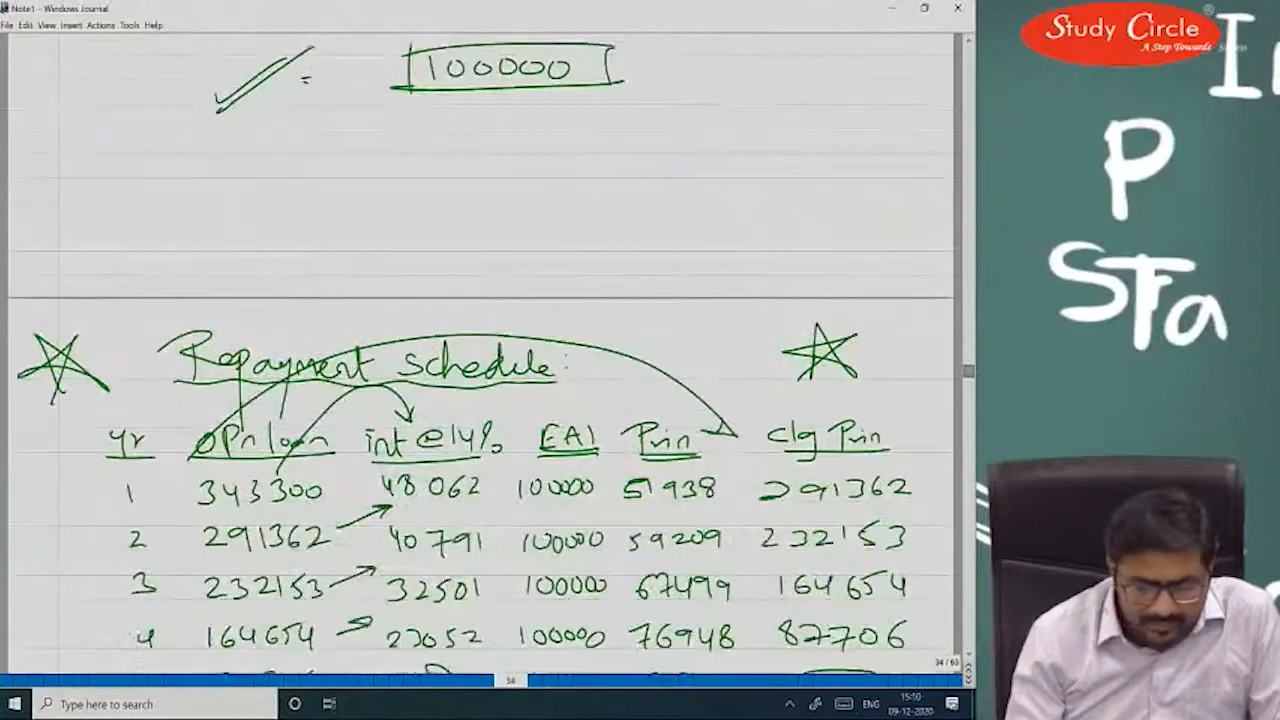 Note1 - Windows Journal
File Edit View Insert Actions Tools Help
= 100000
Study Circle ®
A Step Towards Success
In
P
STa
Repayment schedule:
Yr OPn loan int @ 14% EAI Prin Clg Prin
1 343300 48062 100000 51938 291362
2 291362 40791 100000 59209 232153
3 232153 32501 100000 67499 164654
4 164654 23052 100000 76948 87706
34 / 63
34
Type here to search
ENG
15:10
09-12-2020